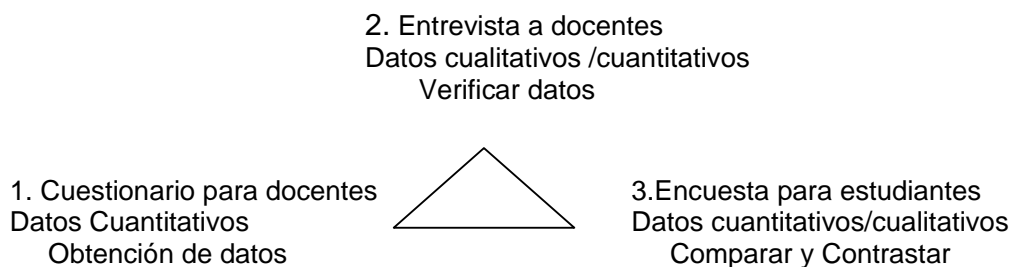 2. Entrevista a docentes
Datos cualitativos /cuantitativos
Verificar datos
1. Cuestionario para docentes
Datos Cuantitativos
Obtención de datos
3.Encuesta para estudiantes
Datos cuantitativos/cualitativos
Comparar y Contrastar